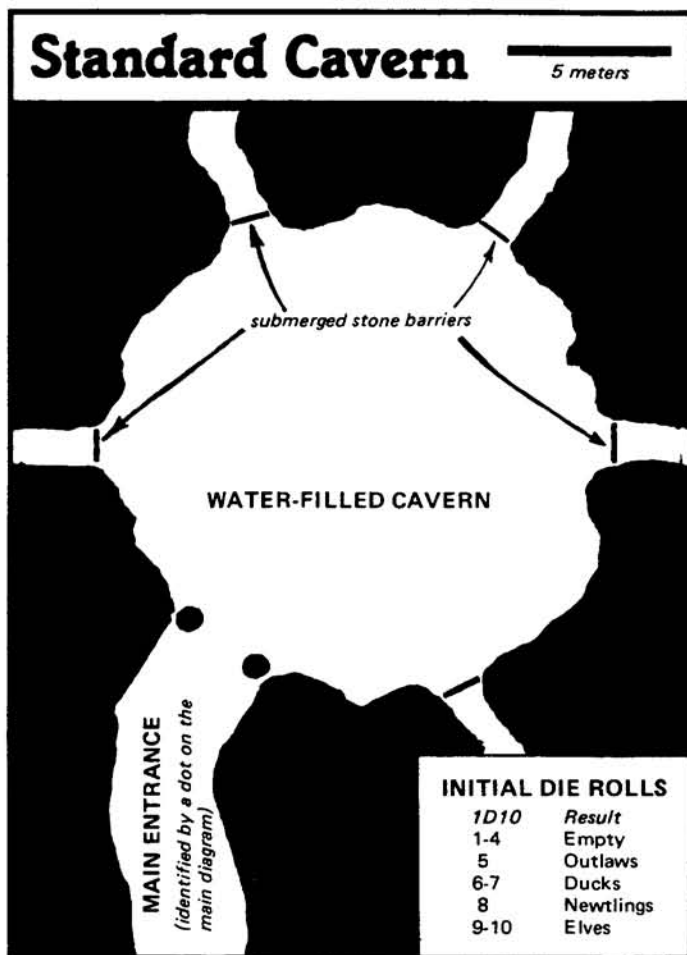 Standard Cavern
5 meters
submerged stone barriers
WATER-FILLED CAVERN
MAIN ENTRANCE
(identified by a dot on the
main diagram)
INITIAL DIE ROLLS
1D10 Result
1-4 Empty
5 Outlaws
6-7 Ducks
8 Newtlings
9-10 Elves